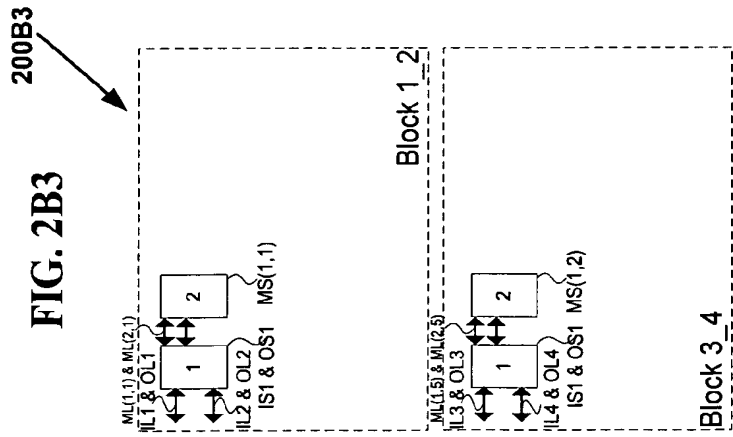 200B3
FIG. 2B3
ML(1,1) & ML(2,1)
IL1 & OL1
1
2
IL2 & OL2
IS1 & OS1
MS(1,1)
Block 1_2
ML(1,5) & ML(2,5)
IL3 & OL3
1
2
IL4 & OL4
IS1 & OS1
MS(1,2)
Block 3_4